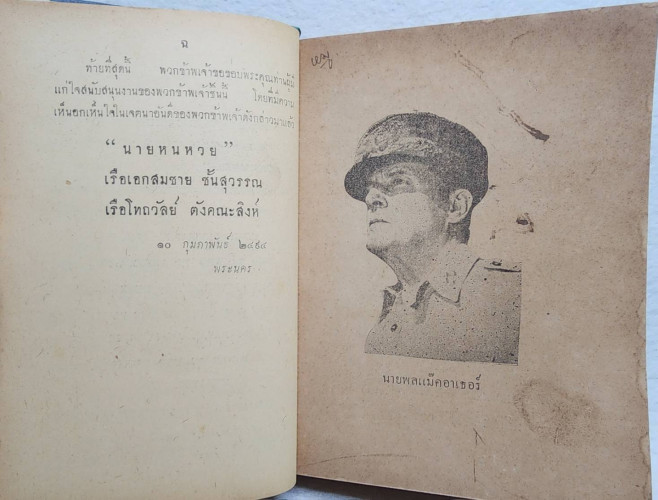 ฉ
ท้ายที่สุดนี้ พวกข้าพเจ้าขอขอบพระคุณท่านผู้มี
แก่ใจสนับสนุนงานของพวกข้าพเจ้าชิ้นนี้ โดยที่มีความ
เห็นอกเห็นใจในเจตนาอันดีของพวกข้าพเจ้าดังกล่าวมาแล้ว
“นายหนหวย”
เรือเอกสมชาย ชั้นสุวรรณ
เรือโทถวัลย์ ตังคณะสิงห์
๑๐ กุมภาพันธ์ ๒๔๙๔
พระนคร
นายพลแม๊คอาเธอร์